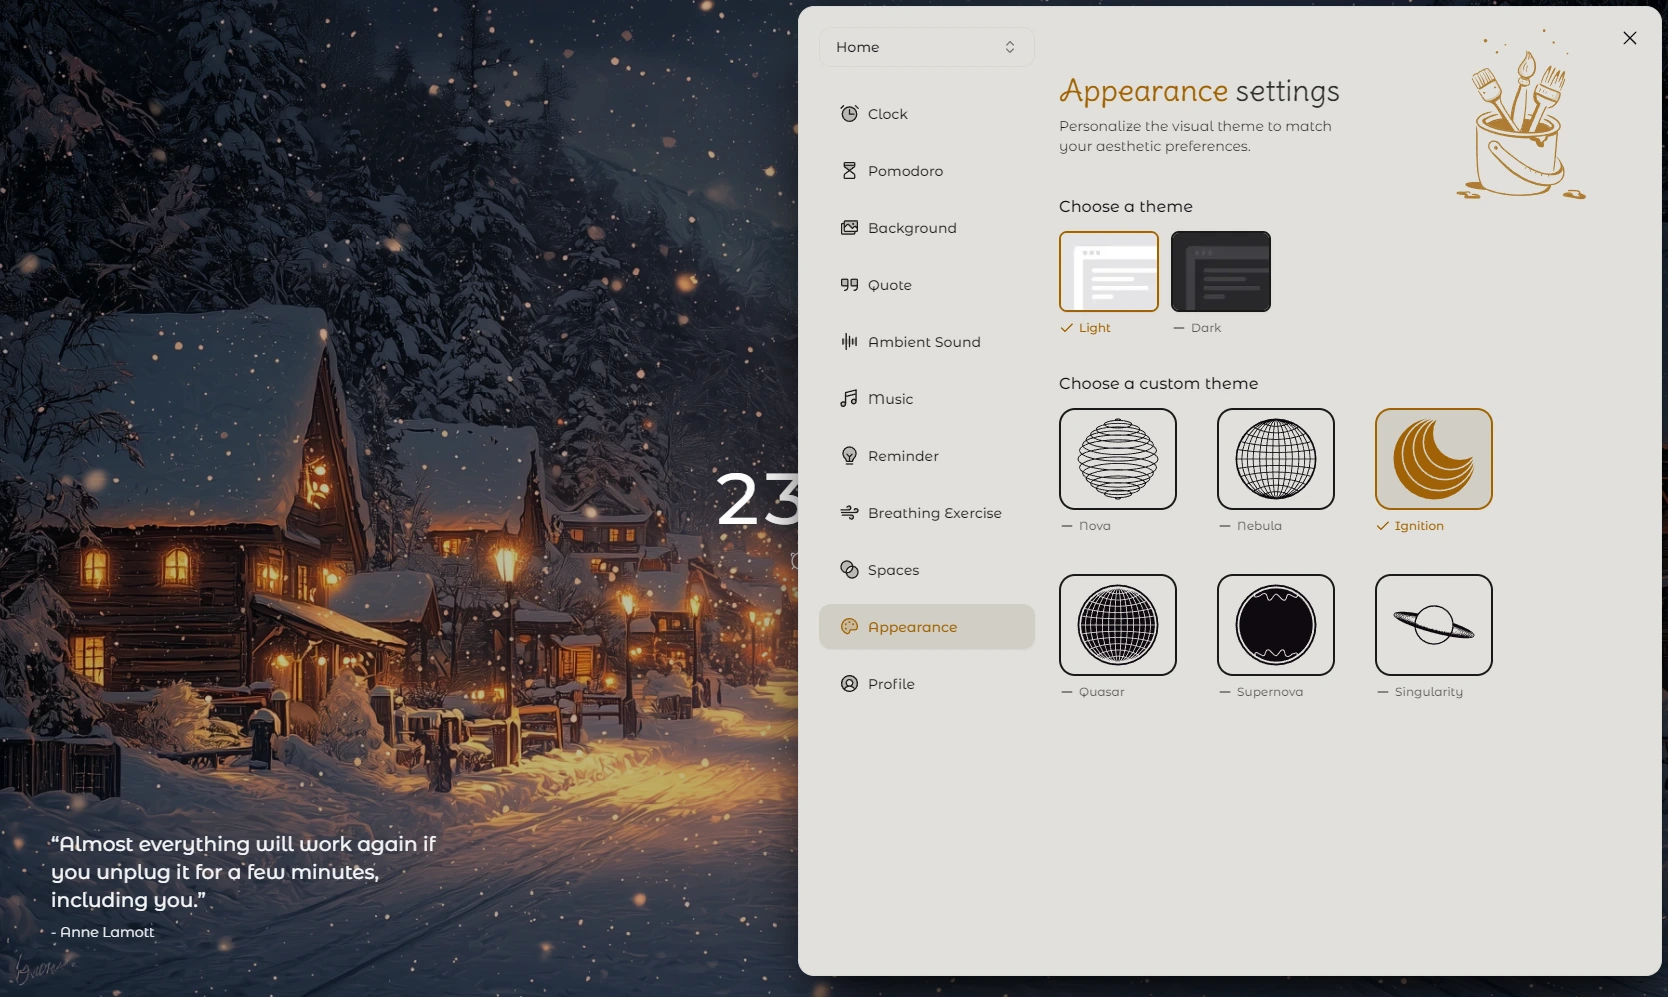 23
“Almost everything will work again if
you unplug it for a few minutes,
including you.”
- Anne Lamott
Home
Clock
Pomodoro
Background
Quote
Ambient Sound
Music
Reminder
Breathing Exercise
Spaces
Appearance
Profile
Appearance settings
Personalize the visual theme to match
your aesthetic preferences.
Choose a theme
Light
Dark
Choose a custom theme
Nova
Nebula
Ignition
Quasar
Supernova
Singularity